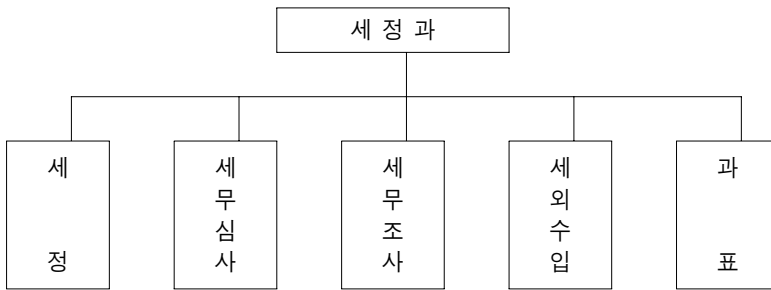 세 정 과
세 정
세무심사
세무조사
세외수입
과 표